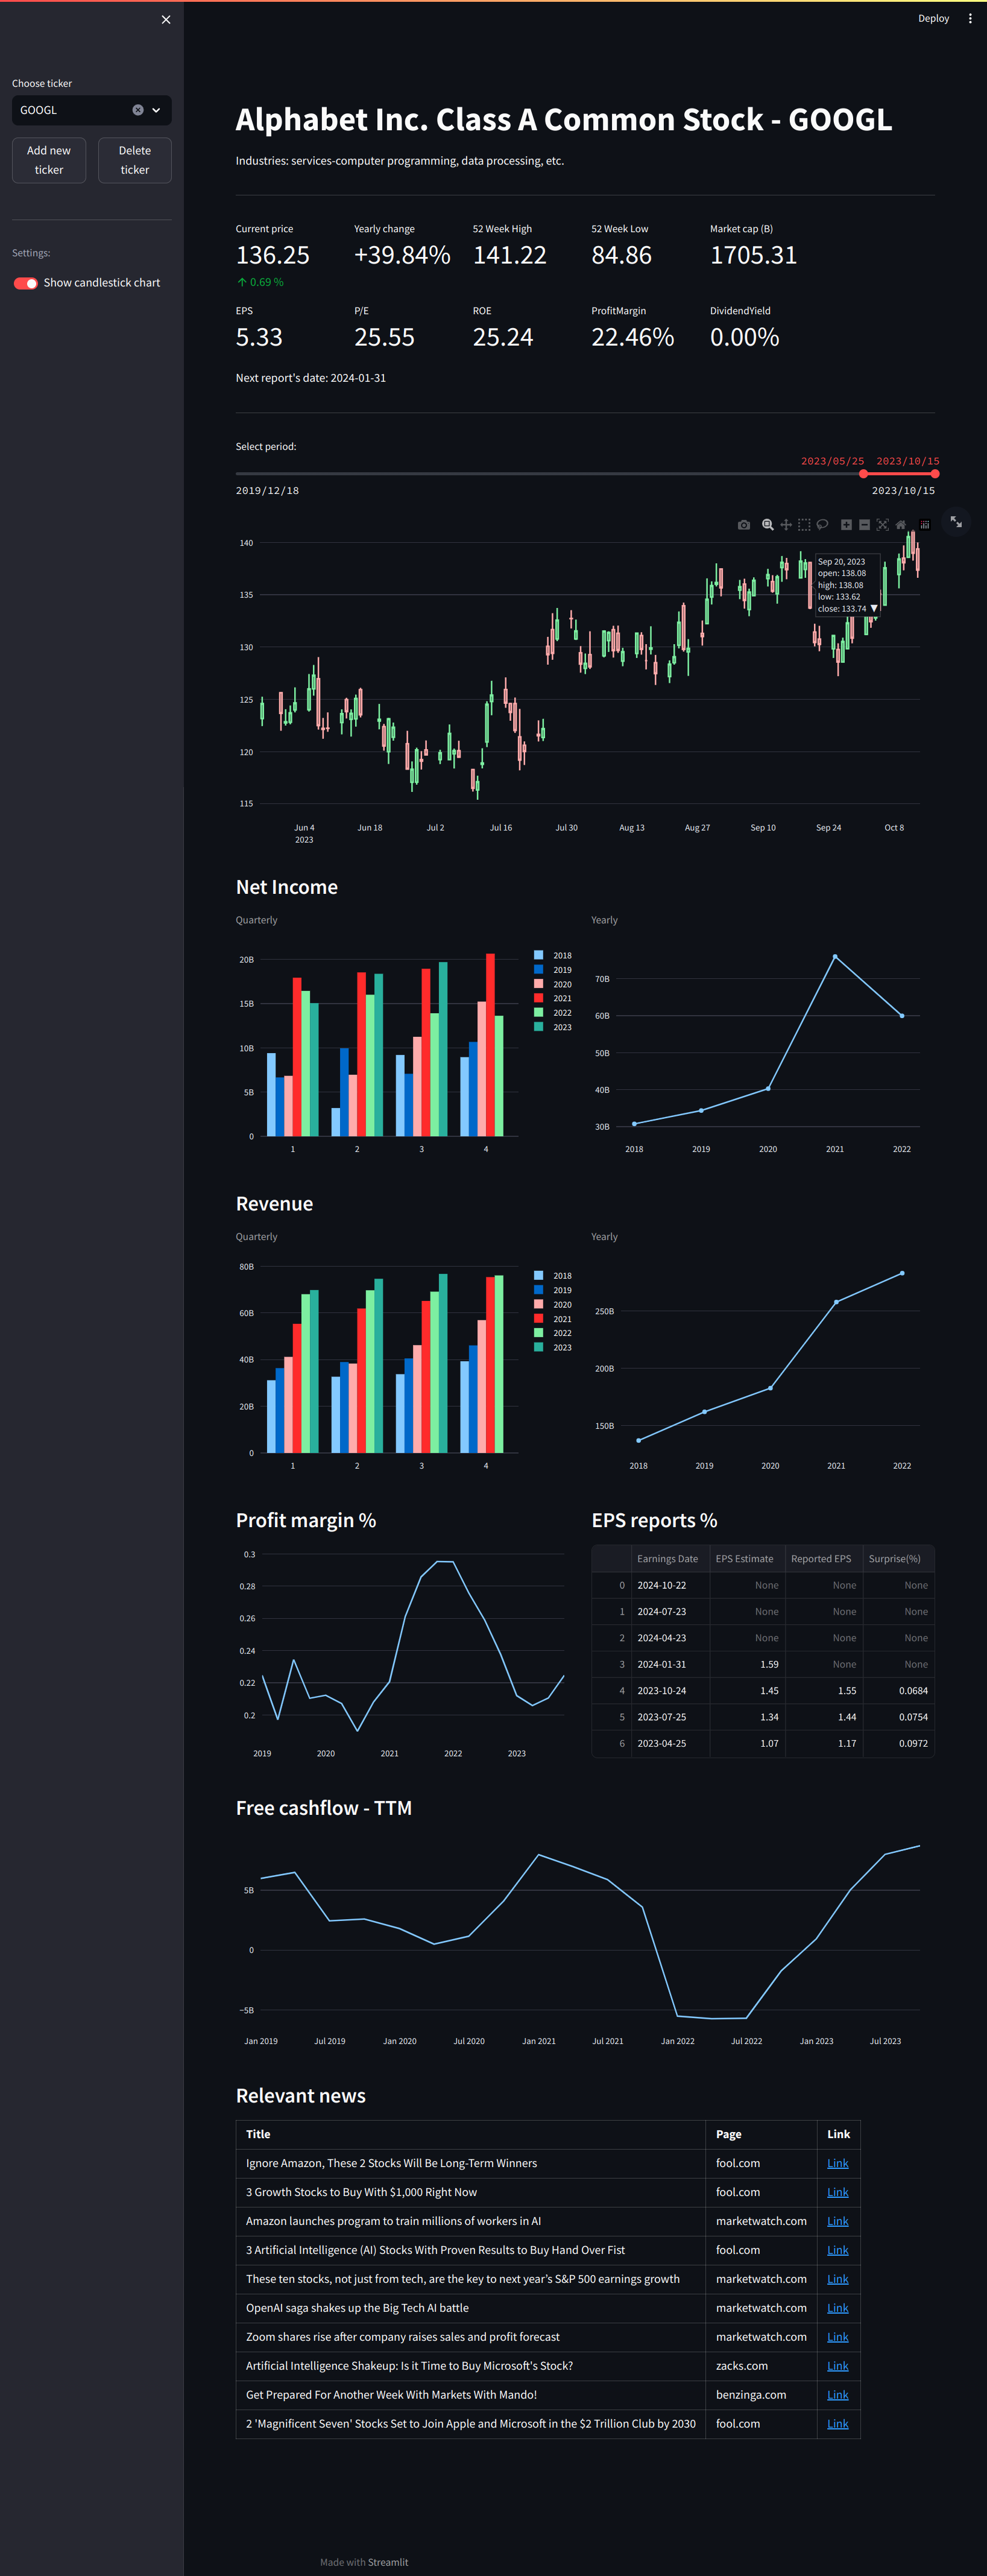 Deploy
Choose ticker
GOOGL
Add new ticker
Delete ticker
Settings:
Show candlestick chart
Alphabet Inc. Class A Common Stock - GOOGL
Industries: services-computer programming, data processing, etc.
Current price Yearly change 52 Week High 52 Week Low Market cap (B)
136.25 +39.84% 141.22 84.86 1705.31
↑ 0.69 %
EPS P/E ROE ProfitMargin DividendYield
5.33 25.55 25.24 22.46% 0.00%
Next report's date: 2024-01-31
Select period:
2023/05/25 2023/10/15
2019/12/18 2023/10/15
140
135
130
125
120
115
Sep 20, 2023
open: 138.08
high: 138.08
low: 133.62
close: 133.74 ▼
Jun 4 Jun 18 Jul 2 Jul 16 Jul 30 Aug 13 Aug 27 Sep 10 Sep 24 Oct 8
2023
Net Income
Quarterly
20B
15B
10B
5B
0
1 2 3 4
2018
2019
2020
2021
2022
2023
Yearly
70B
60B
50B
40B
30B
2018 2019 2020 2021 2022
Revenue
Quarterly
80B
60B
40B
20B
0
1 2 3 4
2018
2019
2020
2021
2022
2023
Yearly
250B
200B
150B
2018 2019 2020 2021 2022
Profit margin %
0.3
0.28
0.26
0.24
0.22
0.2
2019 2020 2021 2022 2023
EPS reports %
Earnings Date EPS Estimate Reported EPS Surprise(%)
0 2024-10-22 None None None
1 2024-07-23 None None None
2 2024-04-23 None None None
3 2024-01-31 1.59 None None
4 2023-10-24 1.45 1.55 0.0684
5 2023-07-25 1.34 1.44 0.0754
6 2023-04-25 1.07 1.17 0.0972
Free cashflow - TTM
5B
0
−5B
Jan 2019 Jul 2019 Jan 2020 Jul 2020 Jan 2021 Jul 2021 Jan 2022 Jul 2022 Jan 2023 Jul 2023
Relevant news
Title Page Link
Ignore Amazon, These 2 Stocks Will Be Long-Term Winners fool.com Link
3 Growth Stocks to Buy With $1,000 Right Now fool.com Link
Amazon launches program to train millions of workers in AI marketwatch.com Link
3 Artificial Intelligence (AI) Stocks With Proven Results to Buy Hand Over Fist fool.com Link
These ten stocks, not just from tech, are the key to next year’s S&P 500 earnings growth marketwatch.com Link
OpenAI saga shakes up the Big Tech AI battle marketwatch.com Link
Zoom shares rise after company raises sales and profit forecast marketwatch.com Link
Artificial Intelligence Shakeup: Is it Time to Buy Microsoft's Stock? zacks.com Link
Get Prepared For Another Week With Markets With Mando! benzinga.com Link
2 'Magnificent Seven' Stocks Set to Join Apple and Microsoft in the $2 Trillion Club by 2030 fool.com Link
Made with Streamlit